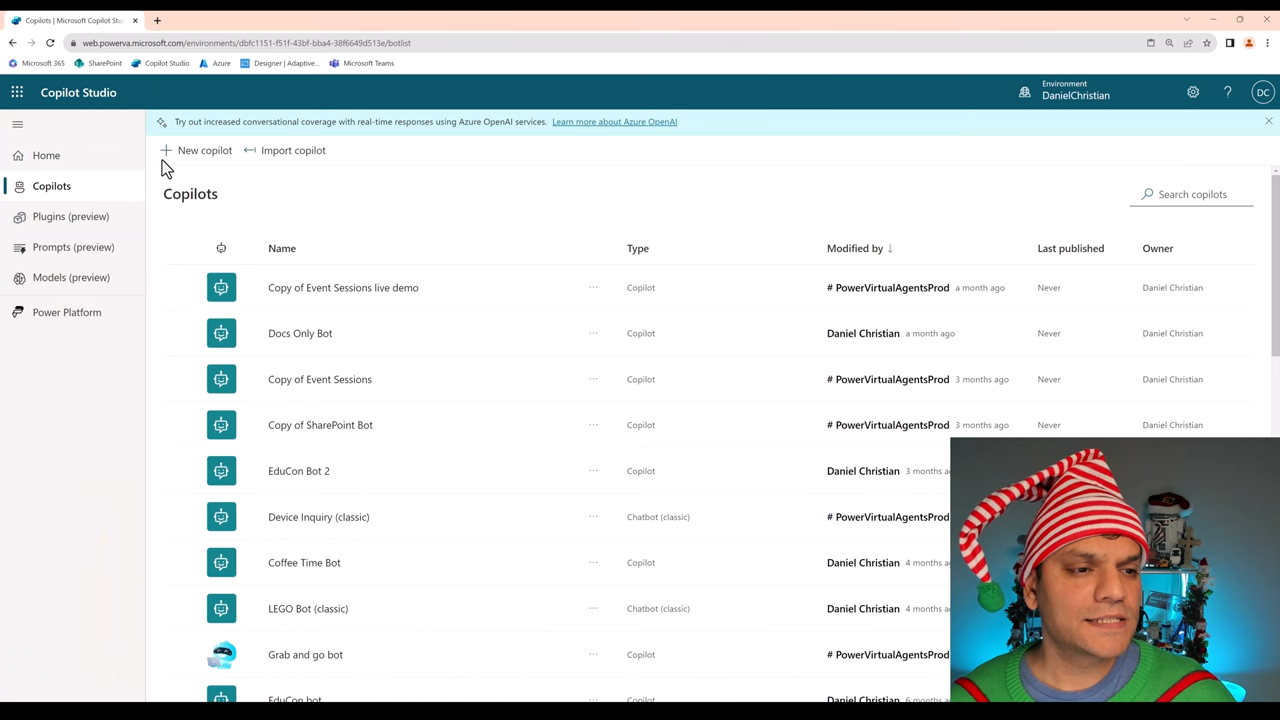 Copilots | Microsoft Copilot Stu
web.powerva.microsoft.com/environments/dbfc1151-f51f-43bf-bba4-38f6649d513e/botlist
Microsoft 365 SharePoint Copilot Studio Azure Designer | Adaptive... Microsoft Teams
Copilot Studio
Environment
DanielChristian
DC
Try out increased conversational coverage with real-time responses using Azure OpenAI services. Learn more about Azure OpenAI
Home
Copilots
Plugins (preview)
Prompts (preview)
Models (preview)
Power Platform
New copilot Import copilot
Copilots
Search copilots
Name Type Modified by ↓ Last published Owner
Copy of Event Sessions live demo ... Copilot # PowerVirtualAgentsProd a month ago Never Daniel Christian
Docs Only Bot ... Copilot Daniel Christian a month ago Never Daniel Christian
Copy of Event Sessions ... Copilot # PowerVirtualAgentsProd 3 months ago Never Daniel Christian
Copy of SharePoint Bot ... Copilot # PowerVirtualAgentsProd 3 months ago Never Daniel Christian
EduCon Bot 2 ... Copilot Daniel Christian 3 months
Device Inquiry (classic) ... Chatbot (classic) # PowerVirtualAgentsProd
Coffee Time Bot ... Copilot Daniel Christian 4 months
LEGO Bot (classic) ... Chatbot (classic) Daniel Christian 4 months
Grab and go bot ... Copilot # PowerVirtualAgentsProd
EduCon bot ... Copilot Daniel Christian 6 months